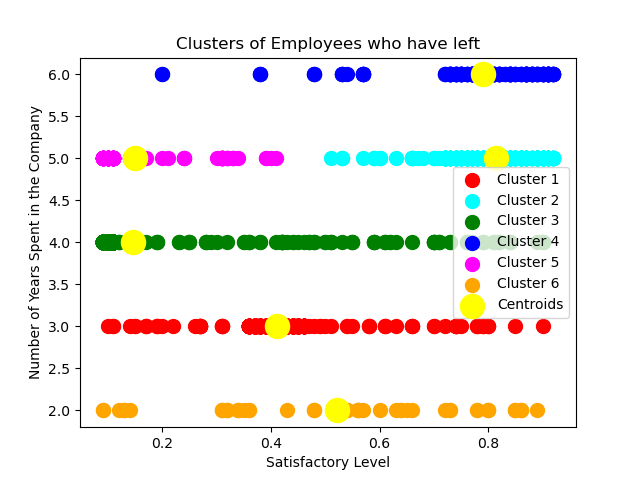 Clusters of Employees who have left
Number of Years Spent in the Company
6.0
5.5
5.0
4.5
4.0
3.5
3.0
2.5
2.0
Cluster 1
Cluster 2
Cluster 3
Cluster 4
Cluster 5
Cluster 6
Centroids
0.2 0.4 0.6 0.8
Satisfactory Level